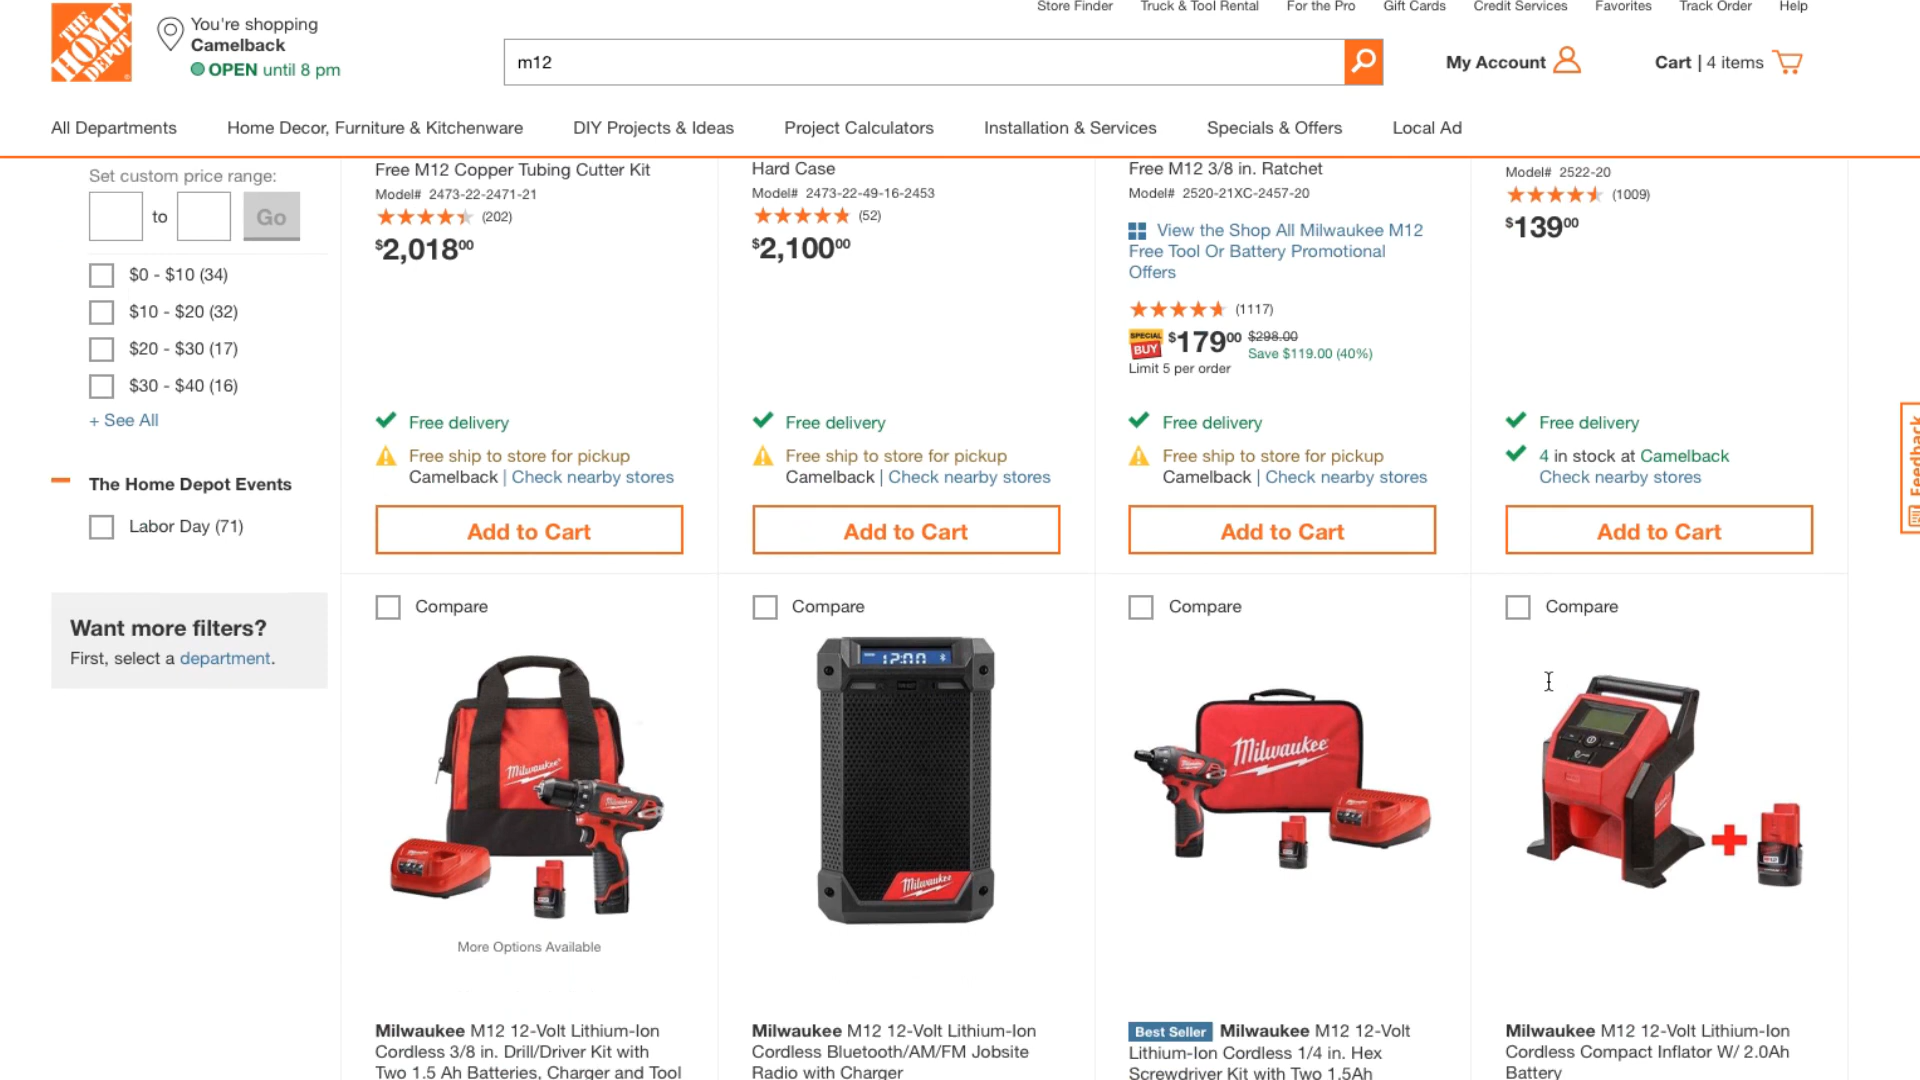 Store Finder
Truck & Tool Rental
For the Pro
Gift Cards
Credit Services
Favorites
Track Order
Help
THE HOME DEPOT
You're shopping
Camelback
OPEN until 8 pm
m12
My Account
Cart | 4 items
All Departments
Home Decor, Furniture & Kitchenware
DIY Projects & Ideas
Project Calculators
Installation & Services
Specials & Offers
Local Ad
Set custom price range:
to
Go
$0 - $10 (34)
$10 - $20 (32)
$20 - $30 (17)
$30 - $40 (16)
+ See All
The Home Depot Events
Labor Day (71)
Want more filters?
First, select a department.
Free M12 Copper Tubing Cutter Kit
Model# 2473-22-2471-21
(202)
$2,01800
Free delivery
Free ship to store for pickup
Camelback | Check nearby stores
Add to Cart
Hard Case
Model# 2473-22-49-16-2453
(52)
$2,10000
Free delivery
Free ship to store for pickup
Camelback | Check nearby stores
Add to Cart
Free M12 3/8 in. Ratchet
Model# 2520-21XC-2457-20
View the Shop All Milwaukee M12
Free Tool Or Battery Promotional
Offers
(1117)
SPECIAL
BUY
$17900
$298.00
Save $119.00 (40%)
Limit 5 per order
Free delivery
Free ship to store for pickup
Camelback | Check nearby stores
Add to Cart
Model# 2522-20
(1009)
$13900
Free delivery
4 in stock at Camelback
Check nearby stores
Add to Cart
Feedback
Compare
Milwaukee
Milwaukee
More Options Available
Milwaukee M12 12-Volt Lithium-Ion
Cordless 3/8 in. Drill/Driver Kit with
Two 1.5 Ah Batteries, Charger and Tool
Compare
12:00
Milwaukee
Milwaukee M12 12-Volt Lithium-Ion
Cordless Bluetooth/AM/FM Jobsite
Radio with Charger
Compare
Milwaukee
Best Seller Milwaukee M12 12-Volt
Lithium-Ion Cordless 1/4 in. Hex
Screwdriver Kit with Two 1.5Ah
Compare
M12
Milwaukee M12 12-Volt Lithium-Ion
Cordless Compact Inflator W/ 2.0Ah
Battery